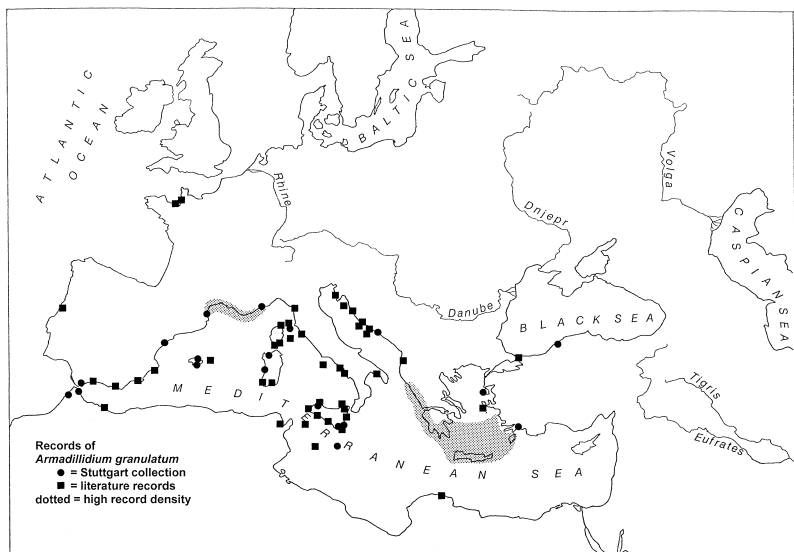 ATLANTIC
OCEAN
BALTIC SEA
Rhine
Volga
Dnjepr
CASPIAN SEA
Danube
BLACK SEA
MEDITERRANEAN SEA
Tigris
Eufrates
Records of
Armadillidium granulatum
● = Stuttgart collection
■ = literature records
dotted = high record density